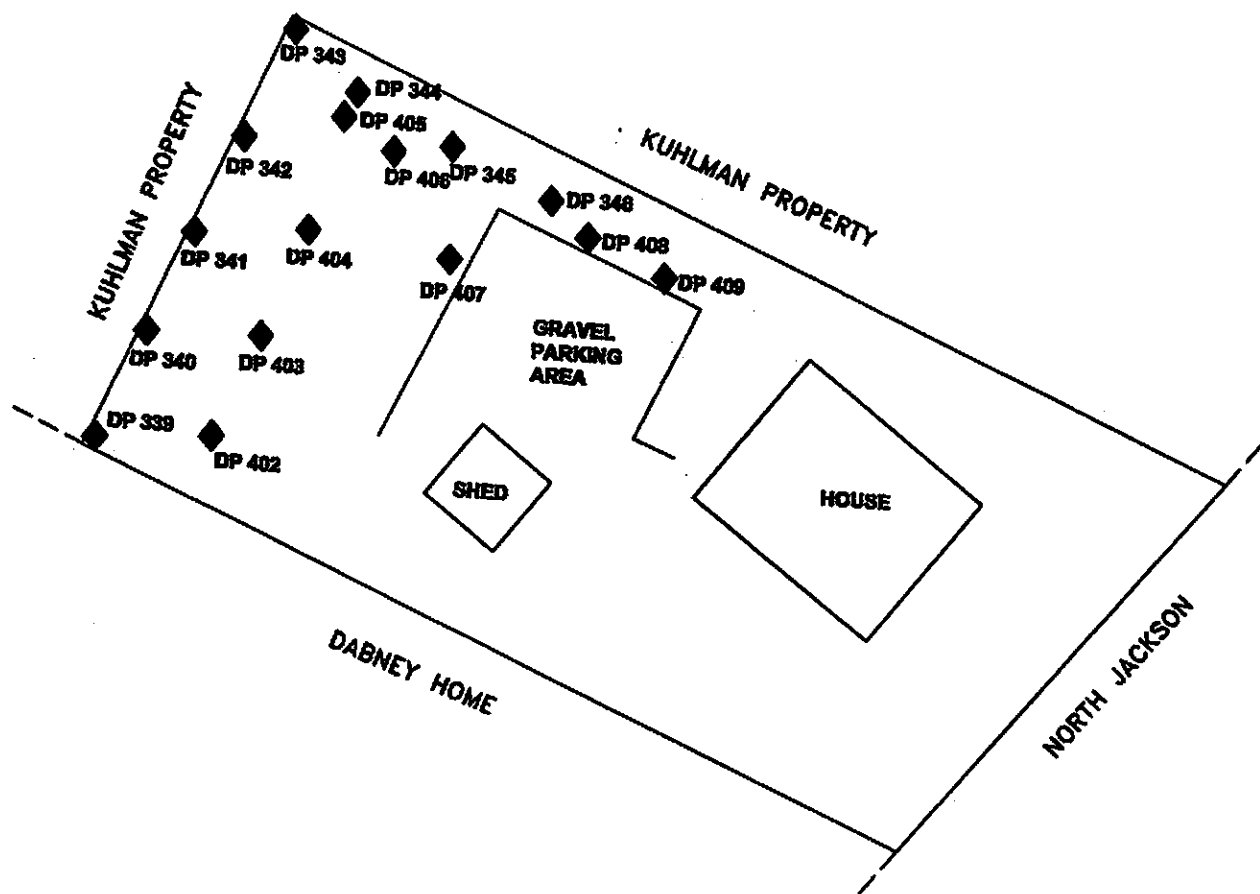 DP 343
DP 344
DP 405
KUHLMAN PROPERTY
DP 342
DP 406
DP 345
KUHLMAN PROPERTY
DP 346
DP 341
DP 404
DP 408
DP 407
DP 409
GRAVEL
PARKING
AREA
DP 340
DP 403
DP 339
DP 402
SHED
HOUSE
DABNEY HOME
NORTH JACKSON